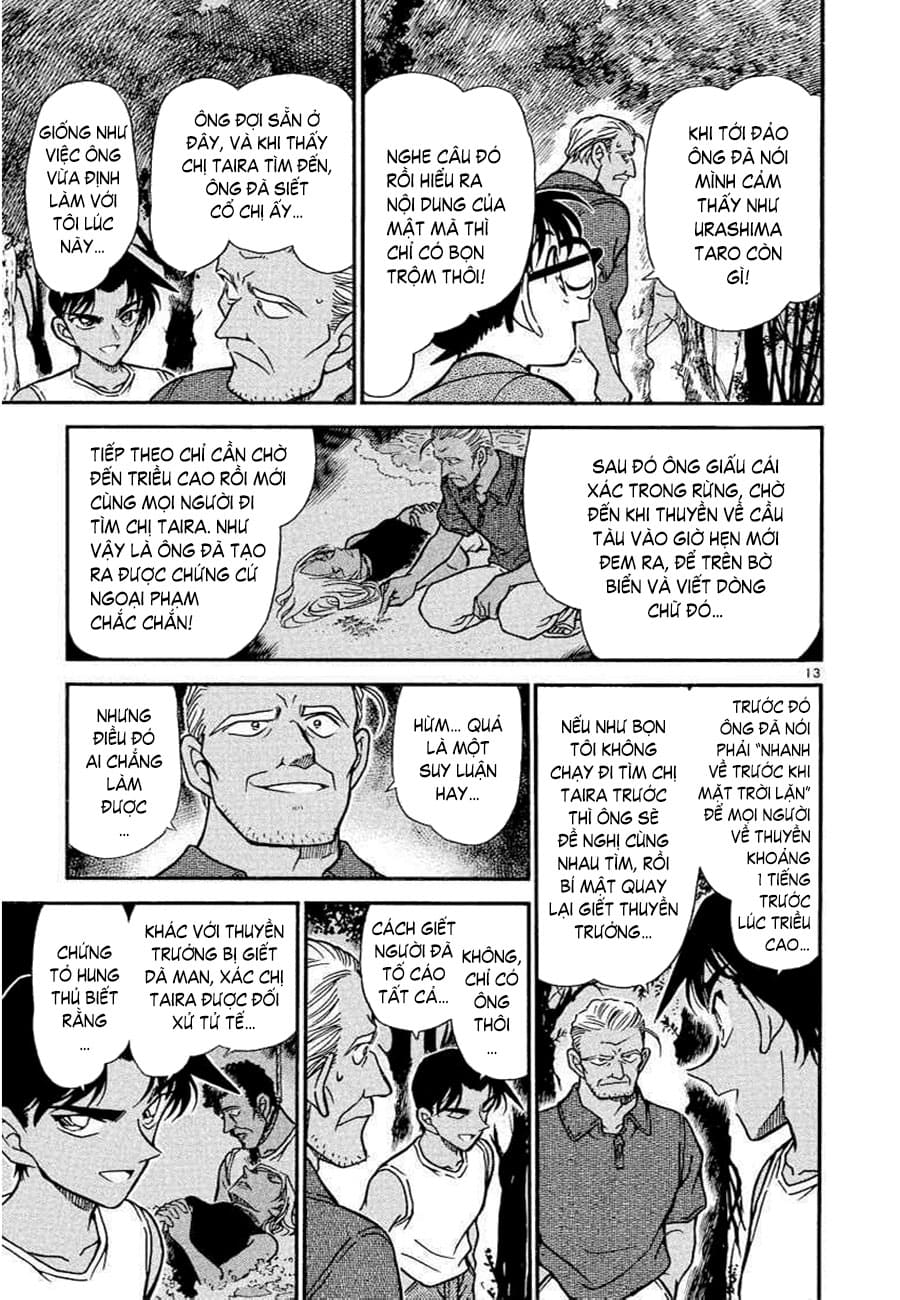 KHI TỚI ĐẢO
ÔNG ĐÃ NÓI
MÌNH CẢM
THẤY NHƯ
URASHIMA
TARO CÒN
GÌ!
NGHE CÂU ĐÓ
RỒI HIỂU RA
NỘI DUNG CỦA
MẬT MÃ THÌ
CHỈ CÓ BỌN
TRỘM THÔI!
ÔNG ĐỢI SẴN Ở
ĐÂY, VÀ KHI THẤY
CHỊ TAIRA TÌM ĐẾN,
ÔNG ĐÃ SIẾT
CỔ CHỊ ẤY...
GIỐNG NHƯ
VIỆC ÔNG
VỪA ĐỊNH
LÀM VỚI
TÔI LÚC
NÀY...
SAU ĐÓ ÔNG GIẤU CÁI
XÁC TRONG RỪNG, CHỜ
ĐẾN KHI THUYỀN VỀ CẦU
TÀU VÀO GIỜ HẸN MỚI
ĐEM RA, ĐỂ TRÊN BỜ
BIỂN VÀ VIẾT DÒNG
CHỮ ĐÓ...
TIẾP THEO CHỈ CẦN CHỜ
ĐẾN TRIỀU CAO RỒI MỚI
CÙNG MỌI NGƯỜI ĐI
TÌM CHỊ TAIRA. NHƯ
VẬY LÀ ÔNG ĐÃ TẠO
RA ĐƯỢC CHỨNG CỨ
NGOẠI PHẠM
CHẮC CHẮN!
13
TRƯỚC ĐÓ
ÔNG ĐÃ NÓI
PHẢI "NHANH
VỀ TRƯỚC KHI
MẶT TRỜI LẶN"
ĐỂ MỌI NGƯỜI
VỀ THUYỀN
KHOẢNG
1 TIẾNG
TRƯỚC
LÚC TRIỀU
CAO...
NẾU NHƯ BỌN
TÔI KHÔNG
CHẠY ĐI TÌM CHỊ
TAIRA TRƯỚC
THÌ ÔNG SẼ
ĐỀ NGHỊ CÙNG
NHAU TÌM, RỒI
BÍ MẬT QUAY
LẠI GIẾT THUYỀN
TRƯỞNG...
HỪM... QUẢ
LÀ MỘT
SUY LUẬN
HAY...
NHƯNG
ĐIỀU ĐÓ
AI CHẲNG
LÀM
ĐƯỢC
...
KHÔNG,
CHỈ CÓ
ÔNG
THÔI
...
CÁCH GIẾT
NGƯỜI ĐÃ
TỐ CÁO
TẤT CẢ...
KHÁC VỚI THUYỀN
TRƯỞNG BỊ GIẾT
DÃ MAN, XÁC CHỊ
TAIRA ĐƯỢC ĐỐI
XỬ TỬ TẾ...
CHỨNG
TỎ HUNG
THỦ BIẾT
RẰNG
...